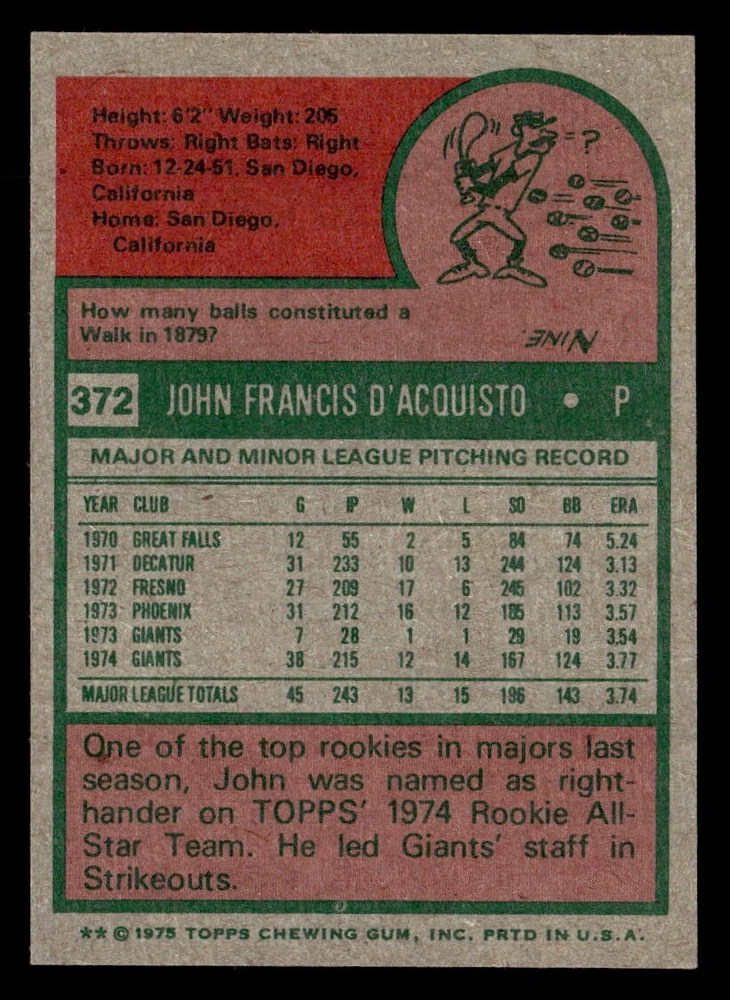 Height: 6'2" Weight: 205
Throws: Right Bats: Right
Born: 12-24-51, San Diego,
California
Home: San Diego,
California
= ?
How many balls constituted a
Walk in 1879?
NINE.
372 JOHN FRANCIS D'ACQUISTO • P
MAJOR AND MINOR LEAGUE PITCHING RECORD
YEAR CLUB G IP W L SO BB ERA
1970 GREAT FALLS 12 55 2 5 84 74 5.24
1971 DECATUR 31 233 10 13 244 124 3.13
1972 FRESNO 27 209 17 6 245 102 3.32
1973 PHOENIX 31 212 16 12 185 113 3.57
1973 GIANTS 7 28 1 1 29 19 3.54
1974 GIANTS 38 215 12 14 167 124 3.77
MAJOR LEAGUE TOTALS 45 243 13 15 196 143 3.74
One of the top rookies in majors last
season, John was named as right-
hander on TOPPS' 1974 Rookie All-
Star Team. He led Giants' staff in
Strikeouts.
** © 1975 TOPPS CHEWING GUM, INC. PRTD IN U.S.A.